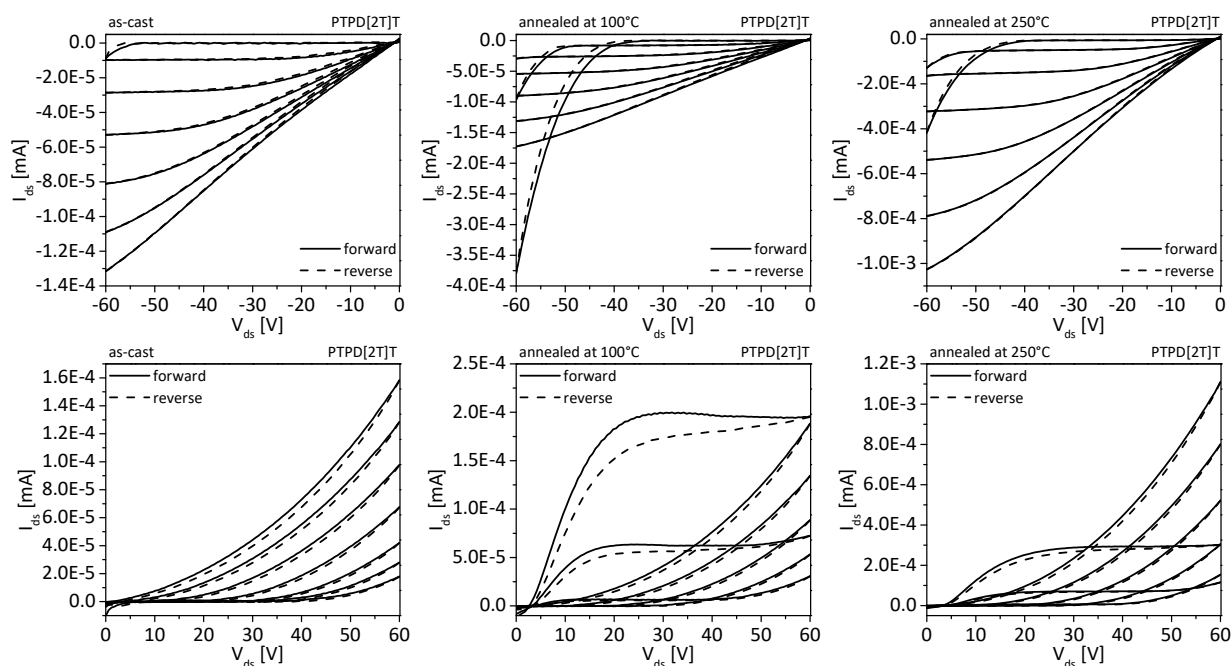 as-cast PTPD[2T]T
0.0
-2.0E-5
-4.0E-5
-6.0E-5
-8.0E-5
-1.0E-4
-1.2E-4
-1.4E-4
I_ds [mA]
forward
reverse
-60 -50 -40 -30 -20 -10 0
V_ds [V]
annealed at 100°C PTPD[2T]T
0.0
-5.0E-5
-1.0E-4
-1.5E-4
-2.0E-4
-2.5E-4
-3.0E-4
-3.5E-4
-4.0E-4
I_ds [mA]
forward
reverse
-60 -50 -40 -30 -20 -10 0
V_ds [V]
annealed at 250°C PTPD[2T]T
0.0
-2.0E-4
-4.0E-4
-6.0E-4
-8.0E-4
-1.0E-3
I_ds [mA]
forward
reverse
-60 -50 -40 -30 -20 -10 0
V_ds [V]
as-cast PTPD[2T]T
1.6E-4
1.4E-4
1.2E-4
1.0E-4
8.0E-5
6.0E-5
4.0E-5
2.0E-5
0.0
I_ds [mA]
forward
reverse
0 10 20 30 40 50 60
V_ds [V]
annealed at 100°C PTPD[2T]T
2.5E-4
2.0E-4
1.5E-4
1.0E-4
5.0E-5
0.0
I_ds [mA]
forward
reverse
0 10 20 30 40 50 60
V_ds [V]
annealed at 250°C PTPD[2T]T
1.2E-3
1.0E-3
8.0E-4
6.0E-4
4.0E-4
2.0E-4
0.0
I_ds [mA]
forward
reverse
0 10 20 30 40 50 60
V_ds [V]